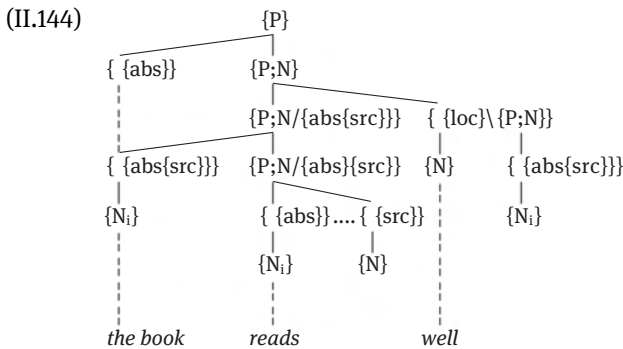 (II.144) {P}
{ {abs}} {P;N}
{P;N/{abs{src}}} { {loc}\{P;N}}
{ {abs{src}}} {P;N/{abs}{src}} {N} { {abs{src}}}
{Nᵢ} { {abs}}....{ {src}} {Nᵢ}
{Nᵢ} {N}
the book reads well